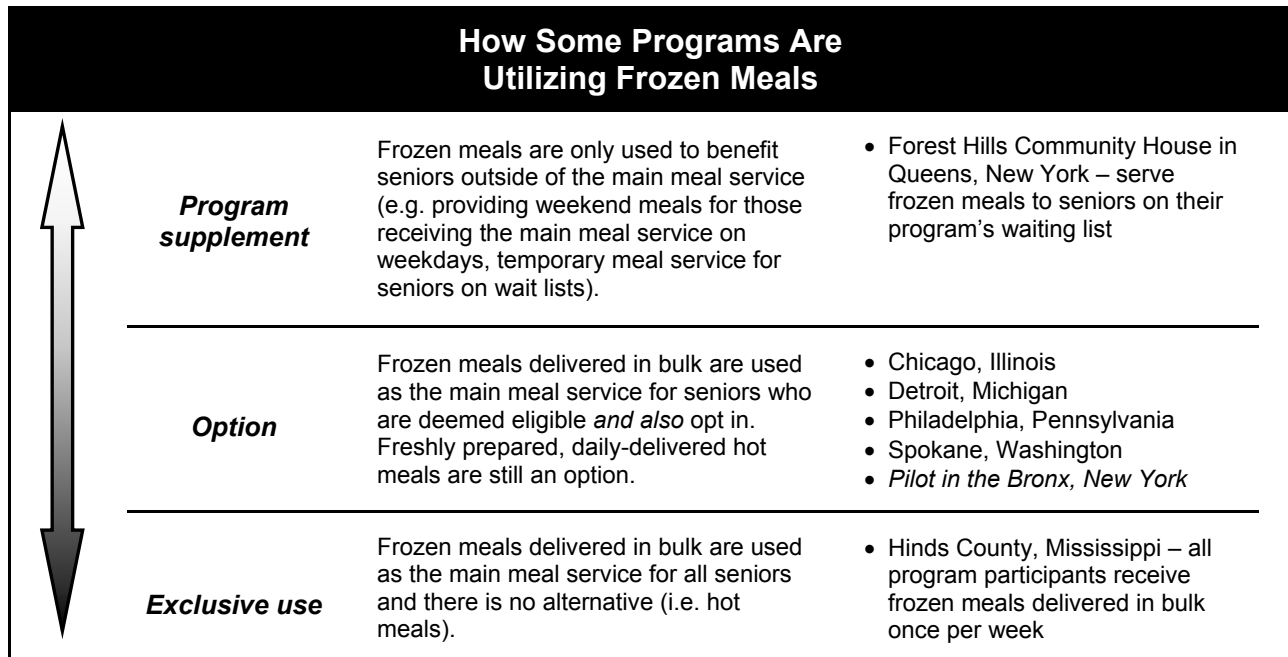 How Some Programs Are
Utilizing Frozen Meals
Program
supplement
Frozen meals are only used to benefit
seniors outside of the main meal service
(e.g. providing weekend meals for those
receiving the main meal service on
weekdays, temporary meal service for
seniors on wait lists).
• Forest Hills Community House in
Queens, New York – serve
frozen meals to seniors on their
program’s waiting list
Option
Frozen meals delivered in bulk are used
as the main meal service for seniors who
are deemed eligible and also opt in.
Freshly prepared, daily-delivered hot
meals are still an option.
• Chicago, Illinois
• Detroit, Michigan
• Philadelphia, Pennsylvania
• Spokane, Washington
• Pilot in the Bronx, New York
Exclusive use
Frozen meals delivered in bulk are used
as the main meal service for all seniors
and there is no alternative (i.e. hot
meals).
• Hinds County, Mississippi – all
program participants receive
frozen meals delivered in bulk
once per week